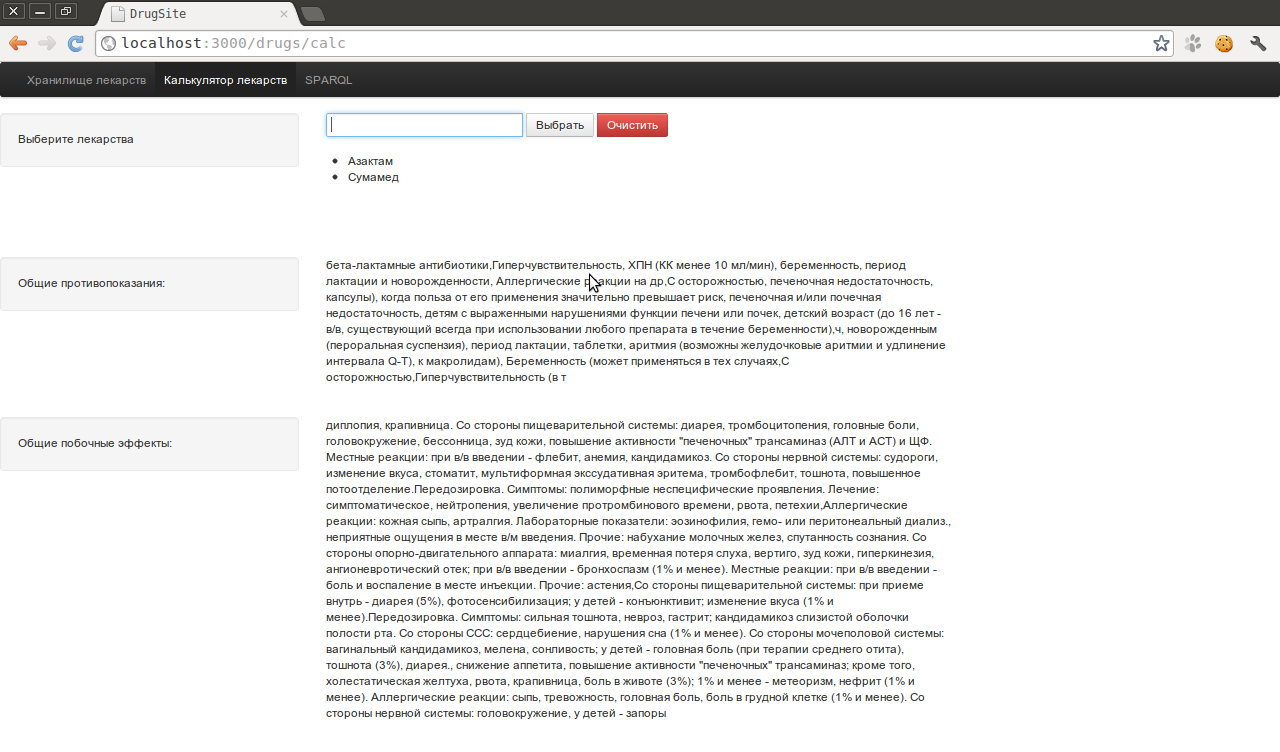 DrugSite
localhost:3000/drugs/calc
Хранилище лекарств Калькулятор лекарств SPARQL
Выберите лекарства
Выбрать Очистить
Азактам
Сумамед
Общие противопоказания:
бета-лактамные антибиотики,Гиперчувствительность, ХПН (КК менее 10 мл/мин), беременность, период
лактации и новорожденности, Аллергические реакции на др,С осторожностью, печеночная недостаточность,
капсулы), когда польза от его применения значительно превышает риск, печеночная и/или почечная
недостаточность, детям с выраженными нарушениями функции печени или почек, детский возраст (до 16 лет -
в/в, существующий всегда при использовании любого препарата в течение беременности),ч, новорожденным
(пероральная суспензия), период лактации, таблетки, аритмия (возможны желудочковые аритмии и удлинение
интервала Q-T), к макролидам), Беременность (может применяться в тех случаях,С
осторожностью,Гиперчувствительность (в т
Общие побочные эффекты:
диплопия, крапивница. Со стороны пищеварительной системы: диарея, тромбоцитопения, головные боли,
головокружение, бессонница, зуд кожи, повышение активности "печеночных" трансаминаз (АЛТ и АСТ) и ЩФ.
Местные реакции: при в/в введении - флебит, анемия, кандидамикоз. Со стороны нервной системы: судороги,
изменение вкуса, стоматит, мультиформная экссудативная эритема, тромбофлебит, тошнота, повышенное
потоотделение.Передозировка. Симптомы: полиморфные неспецифические проявления. Лечение:
симптоматическое, нейтропения, увеличение протромбинового времени, рвота, петехии,Аллергические
реакции: кожная сыпь, артралгия. Лабораторные показатели: эозинофилия, гемо- или перитонеальный диализ.,
неприятные ощущения в месте в/м введения. Прочие: набухание молочных желез, спутанность сознания. Со
стороны опорно-двигательного аппарата: миалгия, временная потеря слуха, вертиго, зуд кожи, гиперкинезия,
ангионевротический отек; при в/в введении - бронхоспазм (1% и менее). Местные реакции: при в/в введении -
боль и воспаление в месте инъекции. Прочие: астения,Со стороны пищеварительной системы: при приеме
внутрь - диарея (5%), фотосенсибилизация; у детей - конъюнктивит; изменение вкуса (1% и
менее).Передозировка. Симптомы: сильная тошнота, невроз, гастрит; кандидамикоз слизистой оболочки
полости рта. Со стороны ССС: сердцебиение, нарушения сна (1% и менее). Со стороны мочеполовой системы:
вагинальный кандидамикоз, мелена, сонливость; у детей - головная боль (при терапии среднего отита),
тошнота (3%), диарея., снижение аппетита, повышение активности "печеночных" трансаминаз; кроме того,
холестатическая желтуха, рвота, крапивница, боль в животе (3%); 1% и менее - метеоризм, нефрит (1% и
менее). Аллергические реакции: сыпь, тревожность, головная боль, боль в грудной клетке (1% и менее). Со
стороны нервной системы: головокружение, у детей - запоры